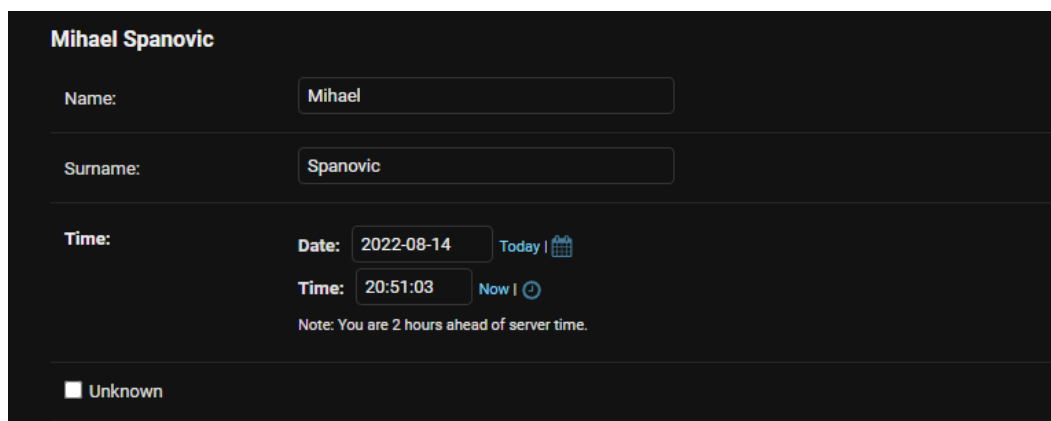 Mihael Spanovic
Name: Mihael
Surname: Spanovic
Time: Date: 2022-08-14 Today |
Time: 20:51:03 Now |
Note: You are 2 hours ahead of server time.
Unknown